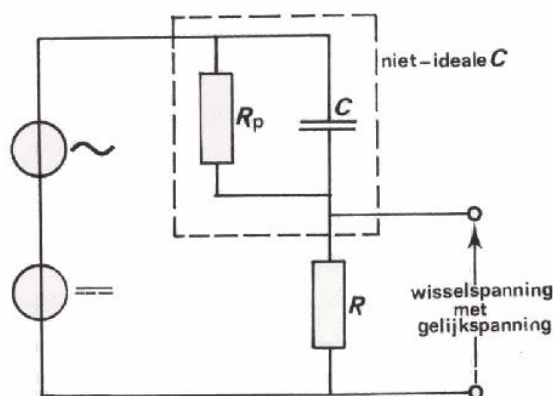 niet-ideale C
Rp
C
R
wisselspanning
met
gelijkspanning